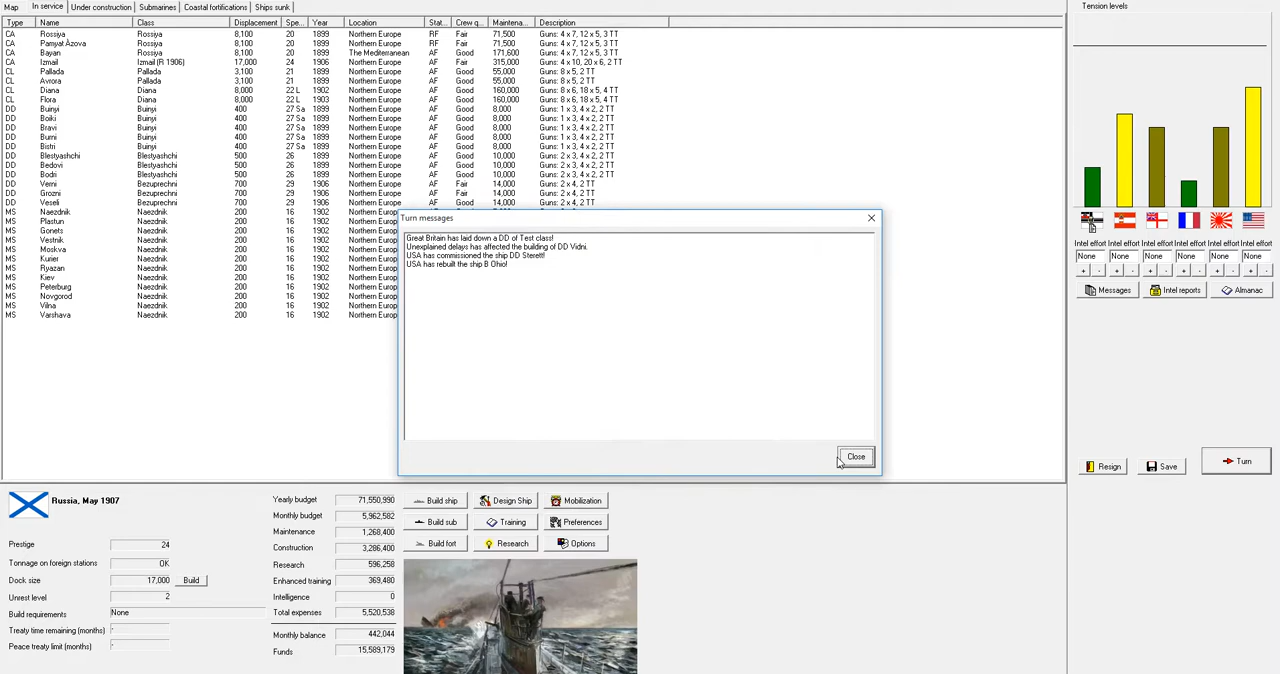 Map In service Under construction Submarines Coastal fortifications Ships sunk
Type Name Class Displacement Spe... Year Location Stat... Crew q... Maintena... Description
CA Rossiya Rossiya 8,100 20 1899 Northern Europe RF Fair 71,500 Guns: 4 x 7, 12 x 5, 3 TT
CA Pamyat Àzova Rossiya 8,100 20 1899 Northern Europe RF Fair 71,500 Guns: 4 x 7, 12 x 5, 3 TT
CA Bayan Rossiya 8,100 20 1899 The Mediterranean AF Good 171,600 Guns: 4 x 7, 12 x 5, 3 TT
CA Izmail Izmail (R 1906) 17,000 24 1906 Northern Europe AF Fair 315,000 Guns: 4 x 10, 20 x 6, 2 TT
CL Pallada Pallada 3,100 21 1899 Northern Europe AF Good 55,000 Guns: 8 x 5, 2 TT
CL Avrora Pallada 3,100 21 1899 Northern Europe AF Good 55,000 Guns: 8 x 5, 2 TT
CL Diana Diana 8,000 22 L 1902 Northern Europe AF Good 160,000 Guns: 8 x 6, 18 x 5, 4 TT
CL Flora Diana 8,000 22 L 1903 Northern Europe AF Good 160,000 Guns: 8 x 6, 18 x 5, 4 TT
DD Buinyi Buinyi 400 27 Sa 1899 Northern Europe AF Good 8,000 Guns: 1 x 3, 4 x 2, 2 TT
DD Boiki Buinyi 400 27 Sa 1899 Northern Europe AF Good 8,000 Guns: 1 x 3, 4 x 2, 2 TT
DD Bravi Buinyi 400 27 Sa 1899 Northern Europe AF Good 8,000 Guns: 1 x 3, 4 x 2, 2 TT
DD Burni Buinyi 400 27 Sa 1899 Northern Europe AF Good 8,000 Guns: 1 x 3, 4 x 2, 2 TT
DD Bistri Buinyi 400 27 Sa 1899 Northern Europe AF Good 8,000 Guns: 1 x 3, 4 x 2, 2 TT
DD Blestyashchi Blestyashchi 500 26 1899 Northern Europe AF Good 10,000 Guns: 2 x 3, 4 x 2, 2 TT
DD Bedovi Blestyashchi 500 26 1899 Northern Europe AF Good 10,000 Guns: 2 x 3, 4 x 2, 2 TT
DD Bodri Blestyashchi 500 26 1899 Northern Europe AF Good 10,000 Guns: 2 x 3, 4 x 2, 2 TT
DD Verni Bezuprechni 700 29 1906 Northern Europe AF Fair 14,000 Guns: 2 x 4, 2 TT
DD Grozni Bezuprechni 700 29 1906 Northern Europe AF Fair 14,000 Guns: 2 x 4, 2 TT
DD Veseli Bezuprechni 700 29 1906 Northern Europe AF Good 14,000 Guns: 2 x 4, 2 TT
MS Naezdnik Naezdnik 200 16 1902 Northern Europ
MS Plastun Naezdnik 200 16 1902 Northern Europ
MS Gonets Naezdnik 200 16 1902 Northern Europ
MS Vestnik Naezdnik 200 16 1902 Northern Europ
MS Moskva Naezdnik 200 16 1902 Northern Europ
MS Kurier Naezdnik 200 16 1902 Northern Europ
MS Ryazan Naezdnik 200 16 1902 Northern Europ
MS Kiev Naezdnik 200 16 1902 Northern Europ
MS Peterburg Naezdnik 200 16 1902 Northern Europ
MS Novgorod Naezdnik 200 16 1902 Northern Europ
MS Vilna Naezdnik 200 16 1902 Northern Europ
MS Varshava Naezdnik 200 16 1902 Northern Europ
Turn messages
Great Britain has laid down a DD of Test class!
Unexplained delays has affected the building of DD Vidni.
USA has commissioned the ship DD Sterett!
USA has rebuilt the ship B Ohio!
Close
Tension levels
Intel effort Intel effort Intel effort Intel effort Intel effort Intel effort
None None None None None None
+ - + - + - + - + - + -
Messages Intel reports Almanac
Resign Save Turn
Russia, May 1907
Prestige 24
Tonnage on foreign stations OK
Dock size 17,000 Build
Unrest level 2
Build requirements None
Treaty time remaining (months) -
Peace treaty limit (months) -
Yearly budget 71,550,990
Monthly budget 5,962,582
Maintenance 1,268,400
Construction 3,286,400
Research 596,258
Enhanced training 369,480
Intelligence 0
Total expenses 5,520,538
Monthly balance 442,044
Funds 15,589,179
Build ship Design Ship Mobilization
Build sub Training Preferences
Build fort Research Options